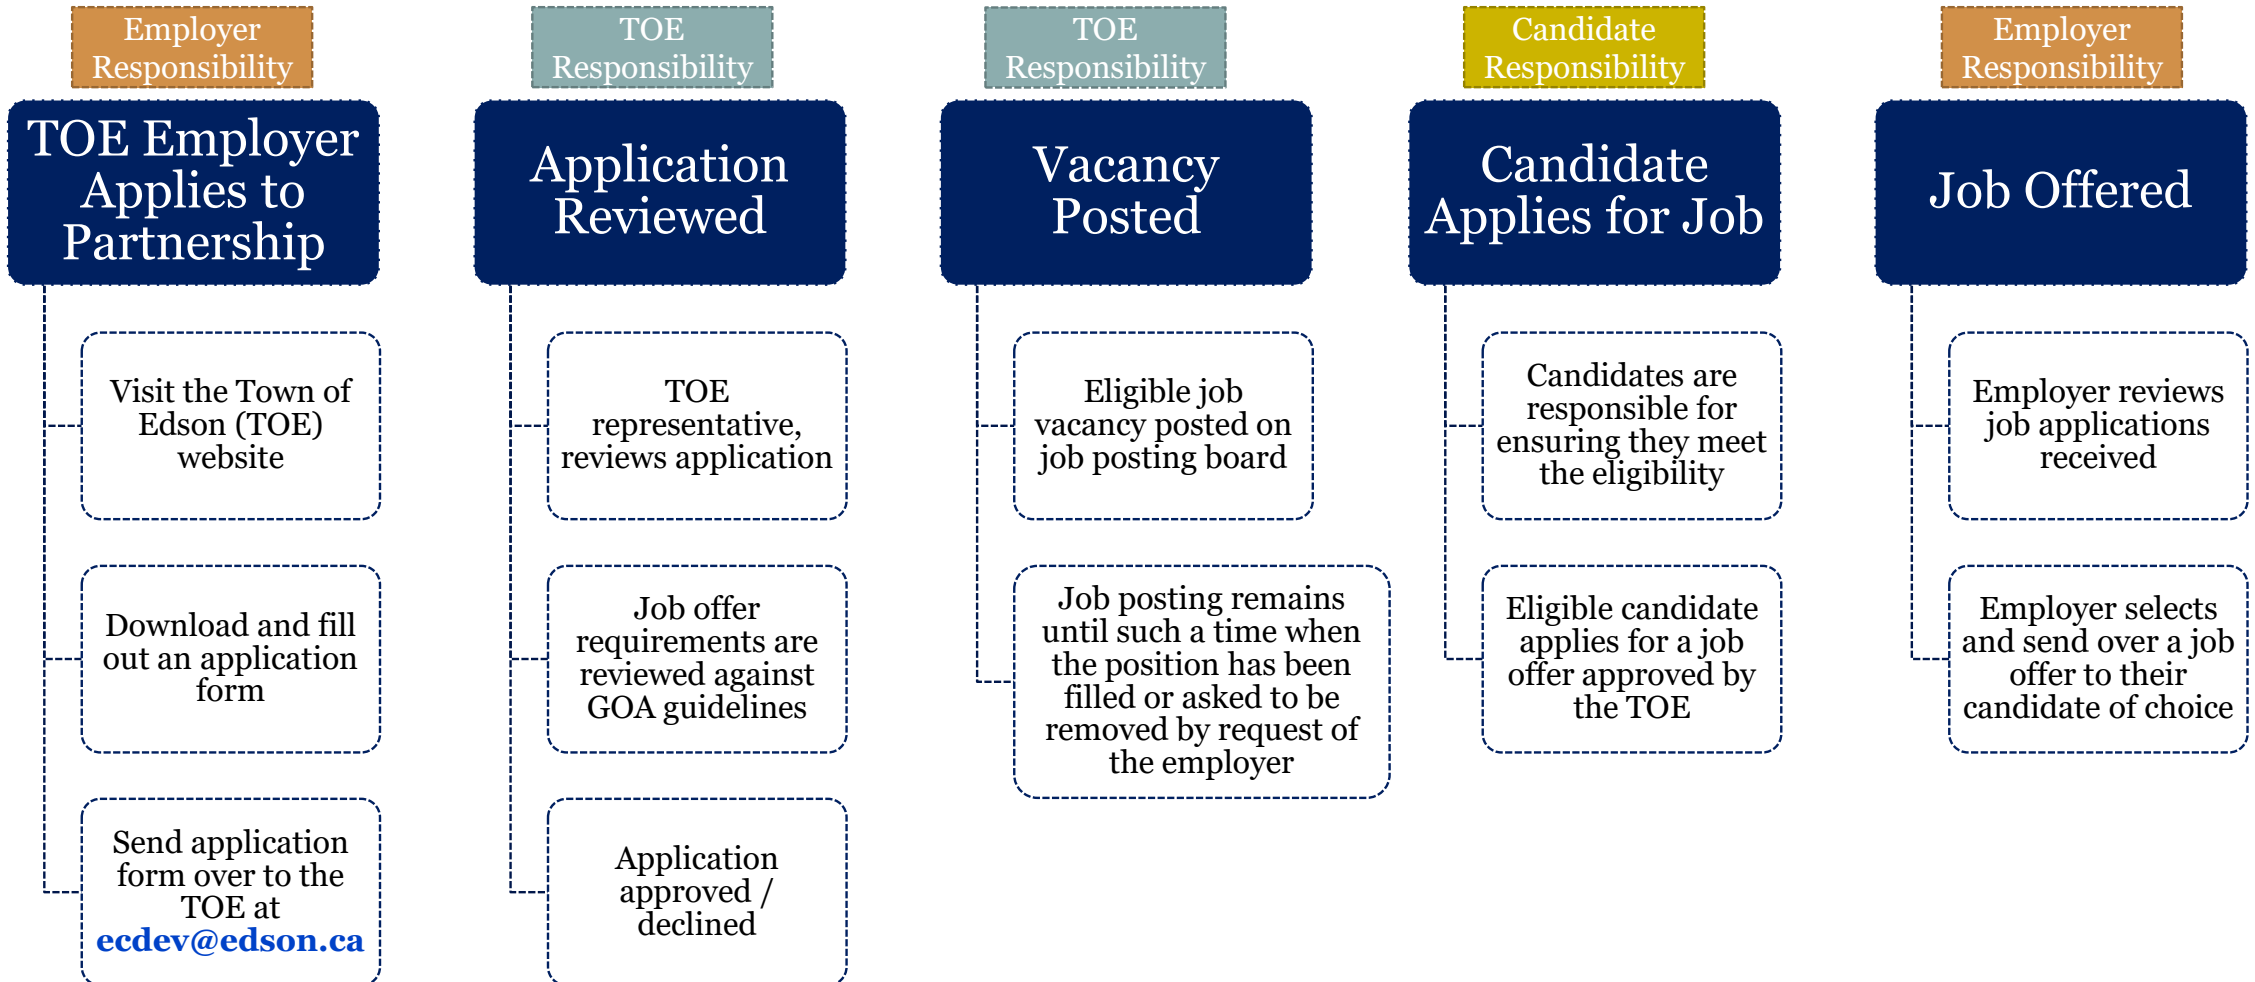 Employer
Responsibility
TOE Employer
Applies to
Partnership
Visit the Town of
Edson (TOE)
website
Download and fill
out an application
form
Send application
form over to the
TOE at
ecdev@edson.ca
TOE
Responsibility
Application
Reviewed
TOE
representative,
reviews application
Job offer
requirements are
reviewed against
GOA guidelines
Application
approved /
declined
TOE
Responsibility
Vacancy
Posted
Eligible job
vacancy posted on
job posting board
Job posting remains
until such a time when
the position has been
filled or asked to be
removed by request of
the employer
Candidate
Responsibility
Candidate
Applies for Job
Candidates are
responsible for
ensuring they meet
the eligibility
Eligible candidate
applies for a job
offer approved by
the TOE
Employer
Responsibility
Job Offered
Employer reviews
job applications
received
Employer selects
and send over a job
offer to their
candidate of choice